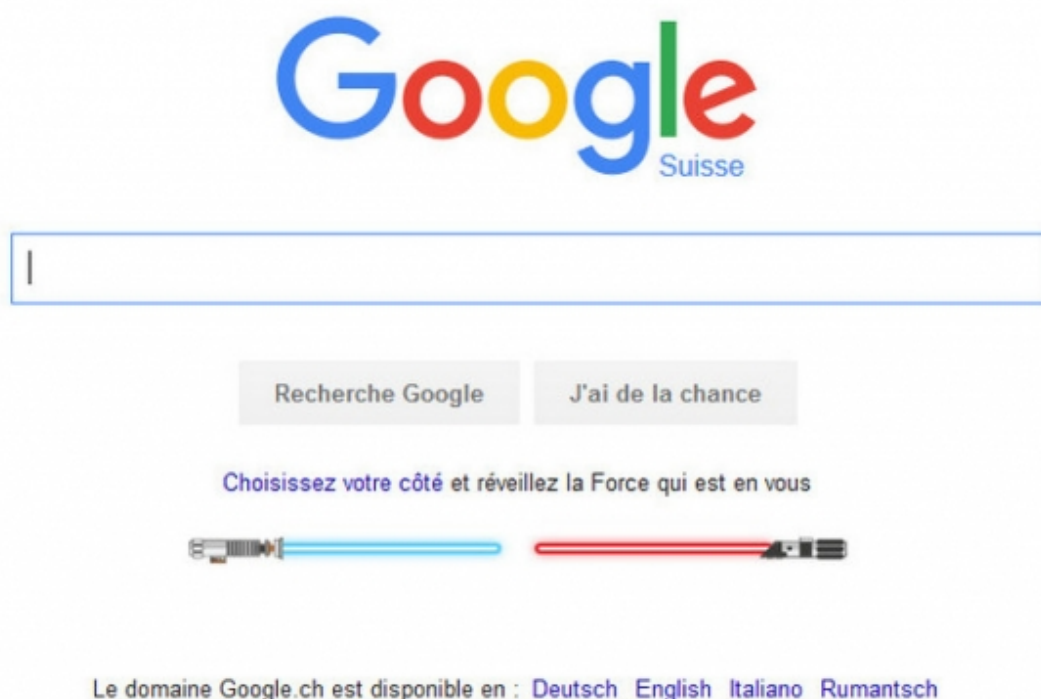 Google
Suisse
Recherche Google J'ai de la chance
Choisissez votre côté et réveillez la Force qui est en vous
Le domaine Google.ch est disponible en : Deutsch English Italiano Rumantsch